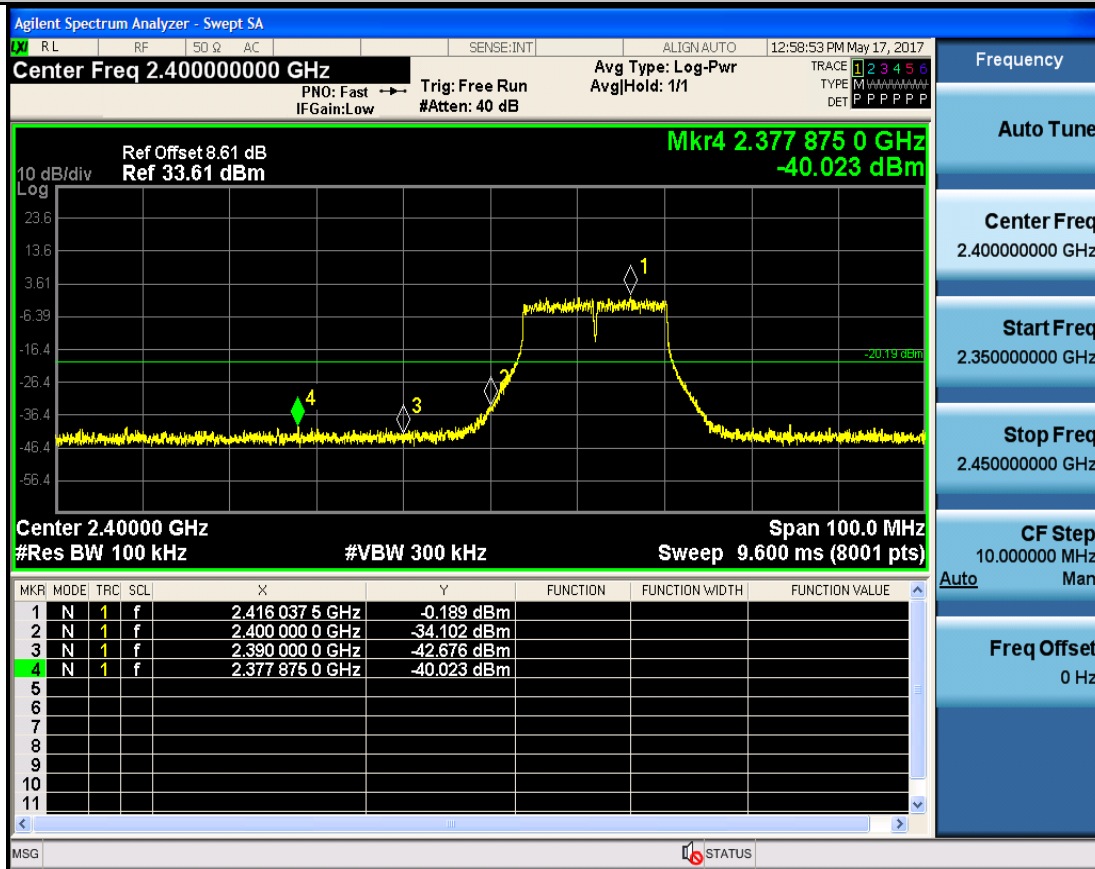 Agilent Spectrum Analyzer - Swept SA
LXI RL RF 50 Ω AC SENSE:INT ALIGN AUTO 12:58:53 PM May 17, 2017
Center Freq 2.400000000 GHz
PNO: Fast
IFGain:Low
Trig: Free Run
#Atten: 40 dB
Avg Type: Log-Pwr
Avg|Hold: 1/1
TRACE 1 2 3 4 5 6
TYPE M WWWWW
DET P P P P P P
Mkr4 2.377 875 0 GHz
-40.023 dBm
Ref Offset 8.61 dB
10 dB/div Ref 33.61 dBm
Log
23.6
13.6
3.61
-6.39
-16.4
-26.4
-36.4
-46.4
-56.4
1
-20.19 dBm
2
4
3
Center 2.40000 GHz Span 100.0 MHz
#Res BW 100 kHz #VBW 300 kHz Sweep 9.600 ms (8001 pts)
MKR MODE TRC SCL X Y FUNCTION FUNCTION WIDTH FUNCTION VALUE
1 N 1 f 2.416 037 5 GHz -0.189 dBm
2 N 1 f 2.400 000 0 GHz -34.102 dBm
3 N 1 f 2.390 000 0 GHz -42.676 dBm
4 N 1 f 2.377 875 0 GHz -40.023 dBm
5
6
7
8
9
10
11
MSG STATUS
Frequency
Auto Tune
Center Freq
2.400000000 GHz
Start Freq
2.350000000 GHz
Stop Freq
2.450000000 GHz
CF Step
10.000000 MHz
Auto Man
Freq Offset
0 Hz